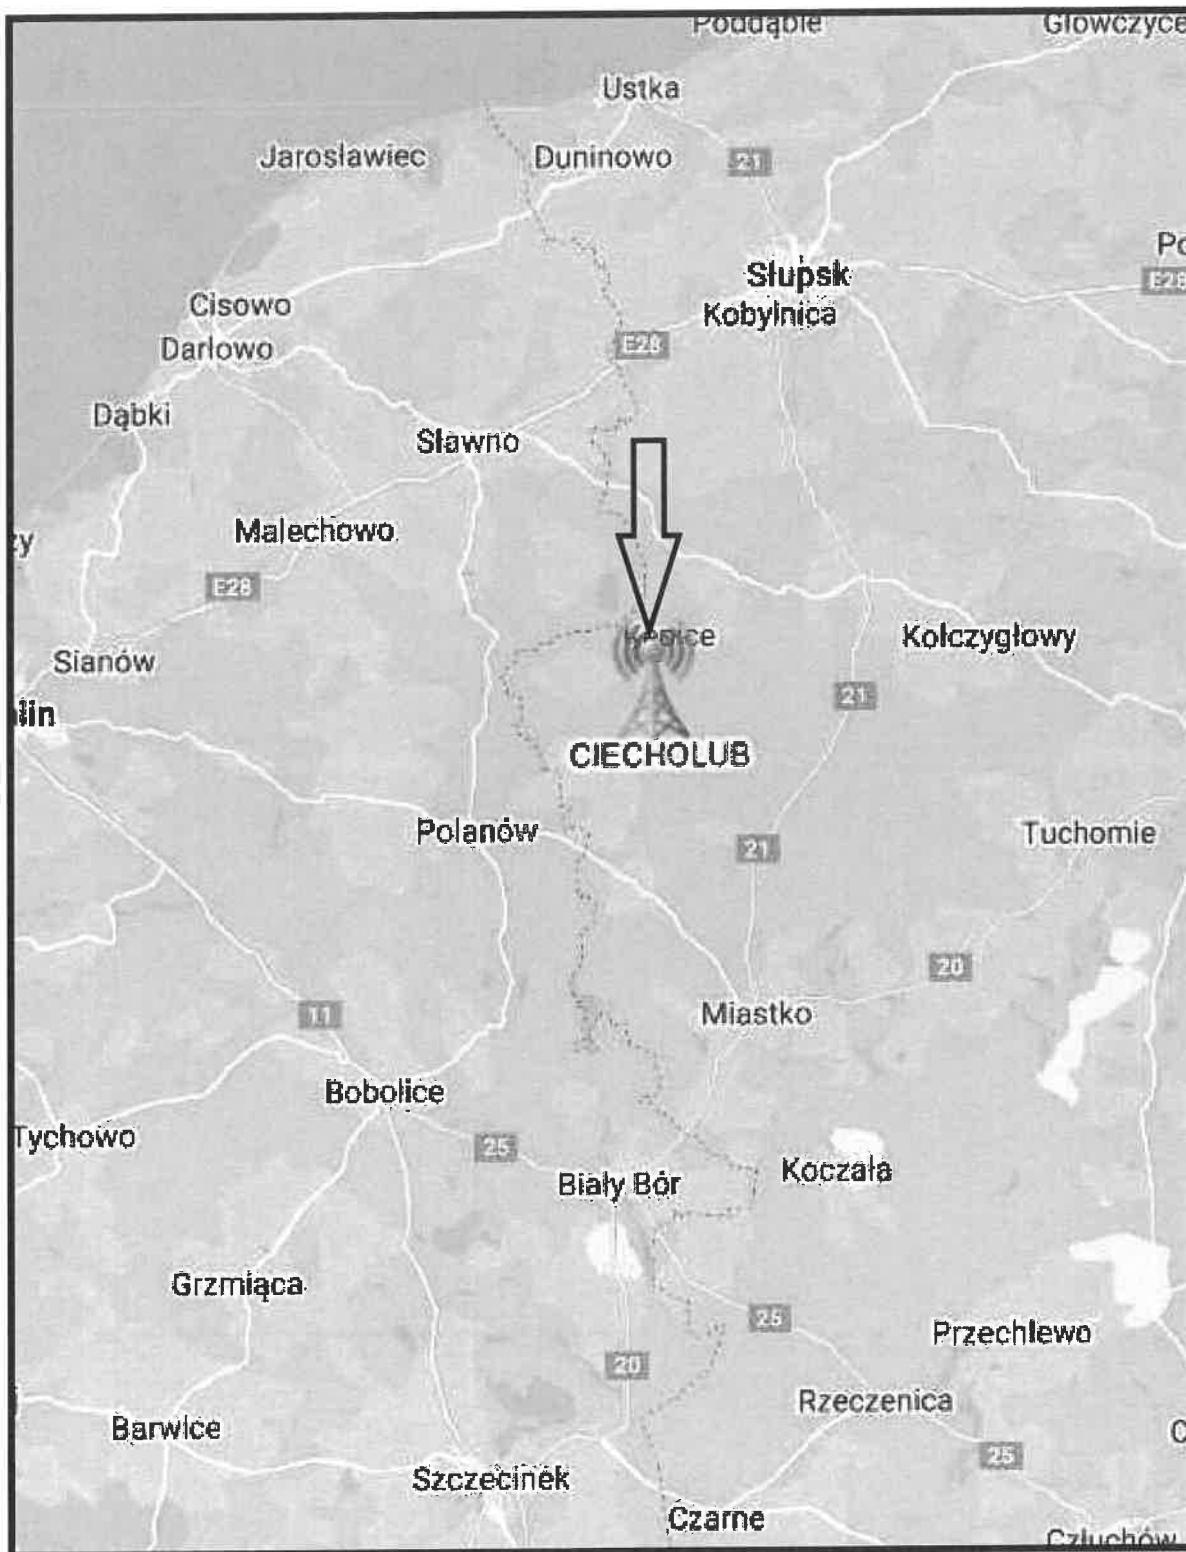 Poddąbie
Główczyce
Ustka
Jarosławiec
Duninowo
21
Słupsk
E28
Cisowo
Kobylnica
Darłowo
E28
Dąbki
Sławno
Malechowo
E28
Kępice
Kołczygłowy
Sianów
21
CIECHOLUB
Polanów
21
Tuchomie
20
11
Miastko
Bobolice
Tychowo
25
Koczała
Biały Bór
Grzmiąca
25
Przechlewo
20
Rzeczenica
Barwice
25
Szczecinek
Czarne
Człuchów